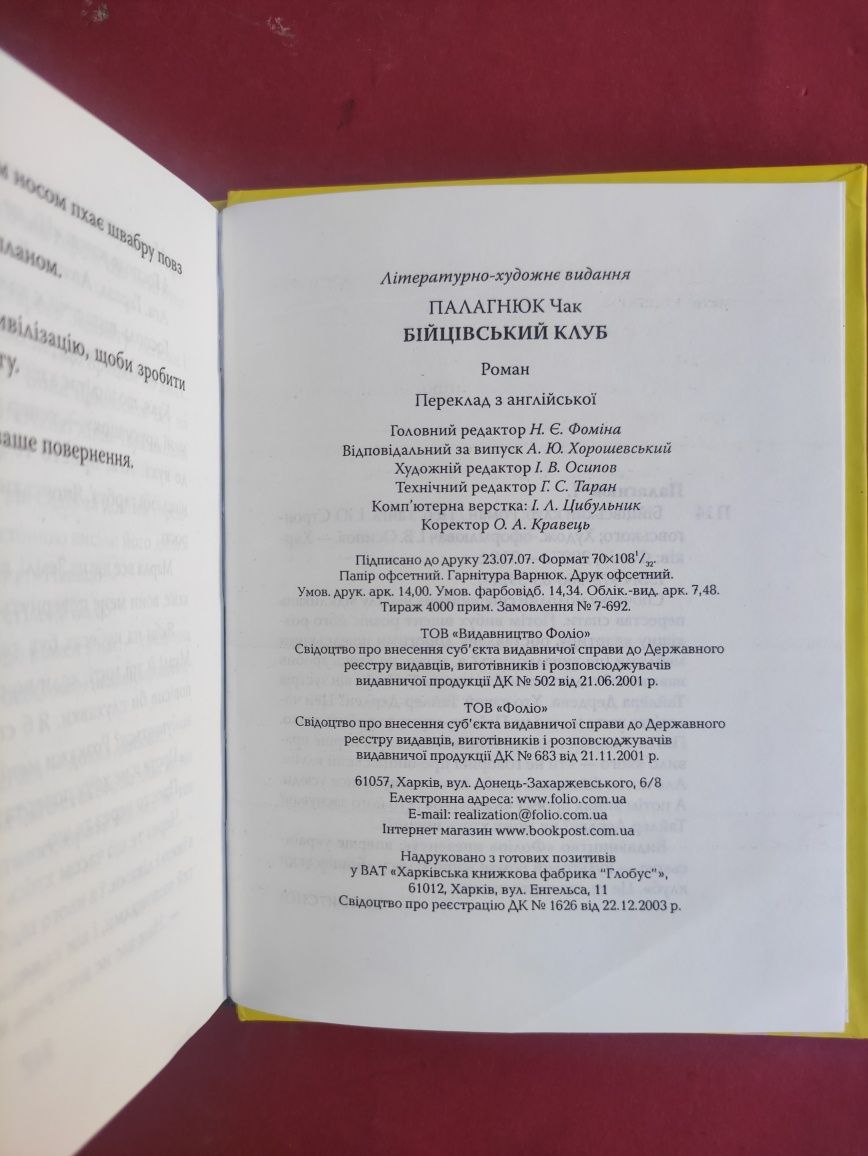 носом пхає швабру повз
планом.
цивілізацію, щоби зробити
ваше повернення.
Літературно-художнє видання
ПАЛАГНЮК Чак
БІЙЦІВСЬКИЙ КЛУБ
Роман
Переклад з англійської
Головний редактор Н. Є. Фоміна
Відповідальний за випуск А. Ю. Хорошевський
Художній редактор І. В. Осипов
Технічний редактор Г. С. Таран
Комп'ютерна верстка: І. Л. Цибульник
Коректор О. А. Кравець
Підписано до друку 23.07.07. Формат 70×108¹/₃₂.
Папір офсетний. Гарнітура Варнюк. Друк офсетний.
Умов. друк. арк. 14,00. Умов. фарбовідб. 14,34. Облік.-вид. арк. 7,48.
Тираж 4000 прим. Замовлення № 7-692.
ТОВ «Видавництво Фоліо»
Свідоцтво про внесення суб'єкта видавничої справи до Державного
реєстру видавців, виготівників і розповсюджувачів
видавничої продукції ДК № 502 від 21.06.2001 р.
ТОВ «Фоліо»
Свідоцтво про внесення суб'єкта видавничої справи до Державного
реєстру видавців, виготівників і розповсюджувачів
видавничої продукції ДК № 683 від 21.11.2001 р.
61057, Харків, вул. Донець-Захаржевського, 6/8
Електронна адреса: www.folio.com.ua
E-mail: realization@folio.com.ua
Інтернет магазин www.bookpost.com.ua
Надруковано з готових позитивів
у ВАТ «Харківська книжкова фабрика "Глобус"»,
61012, Харків, вул. Енгельса, 11
Свідоцтво про реєстрацію ДК № 1626 від 22.12.2003 р.